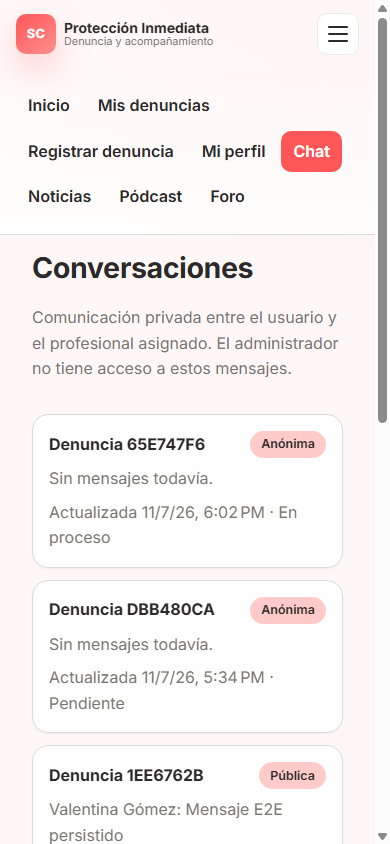 SC
Protección Inmediata
Denuncia y acompañamiento
Inicio Mis denuncias
Registrar denuncia Mi perfil Chat
Noticias Pódcast Foro
Conversaciones
Comunicación privada entre el usuario y
el profesional asignado. El administrador
no tiene acceso a estos mensajes.
Denuncia 65E747F6 Anónima
Sin mensajes todavía.
Actualizada 11/7/26, 6:02 PM · En
proceso
Denuncia DBB480CA Anónima
Sin mensajes todavía.
Actualizada 11/7/26, 5:34 PM ·
Pendiente
Denuncia 1EE6762B Pública
Valentina Gómez: Mensaje E2E
persistido